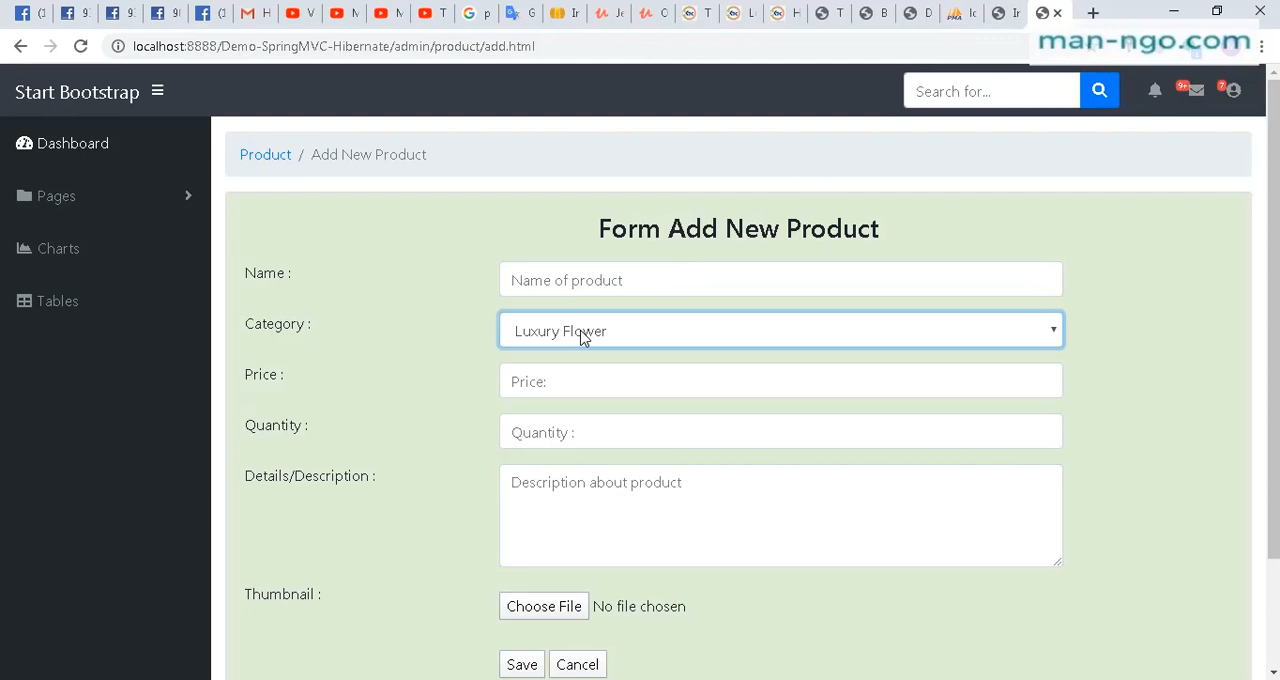 localhost:8888/Demo-SpringMVC-Hibernate/admin/product/add.html
man-ngo.com
Start Bootstrap
Search for...
9+
7
Dashboard
Pages
Charts
Tables
Product / Add New Product
Form Add New Product
Name :
Name of product
Category :
Luxury Flower
Price :
Price:
Quantity :
Quantity :
Details/Description :
Description about product
Thumbnail :
Choose File No file chosen
Save Cancel